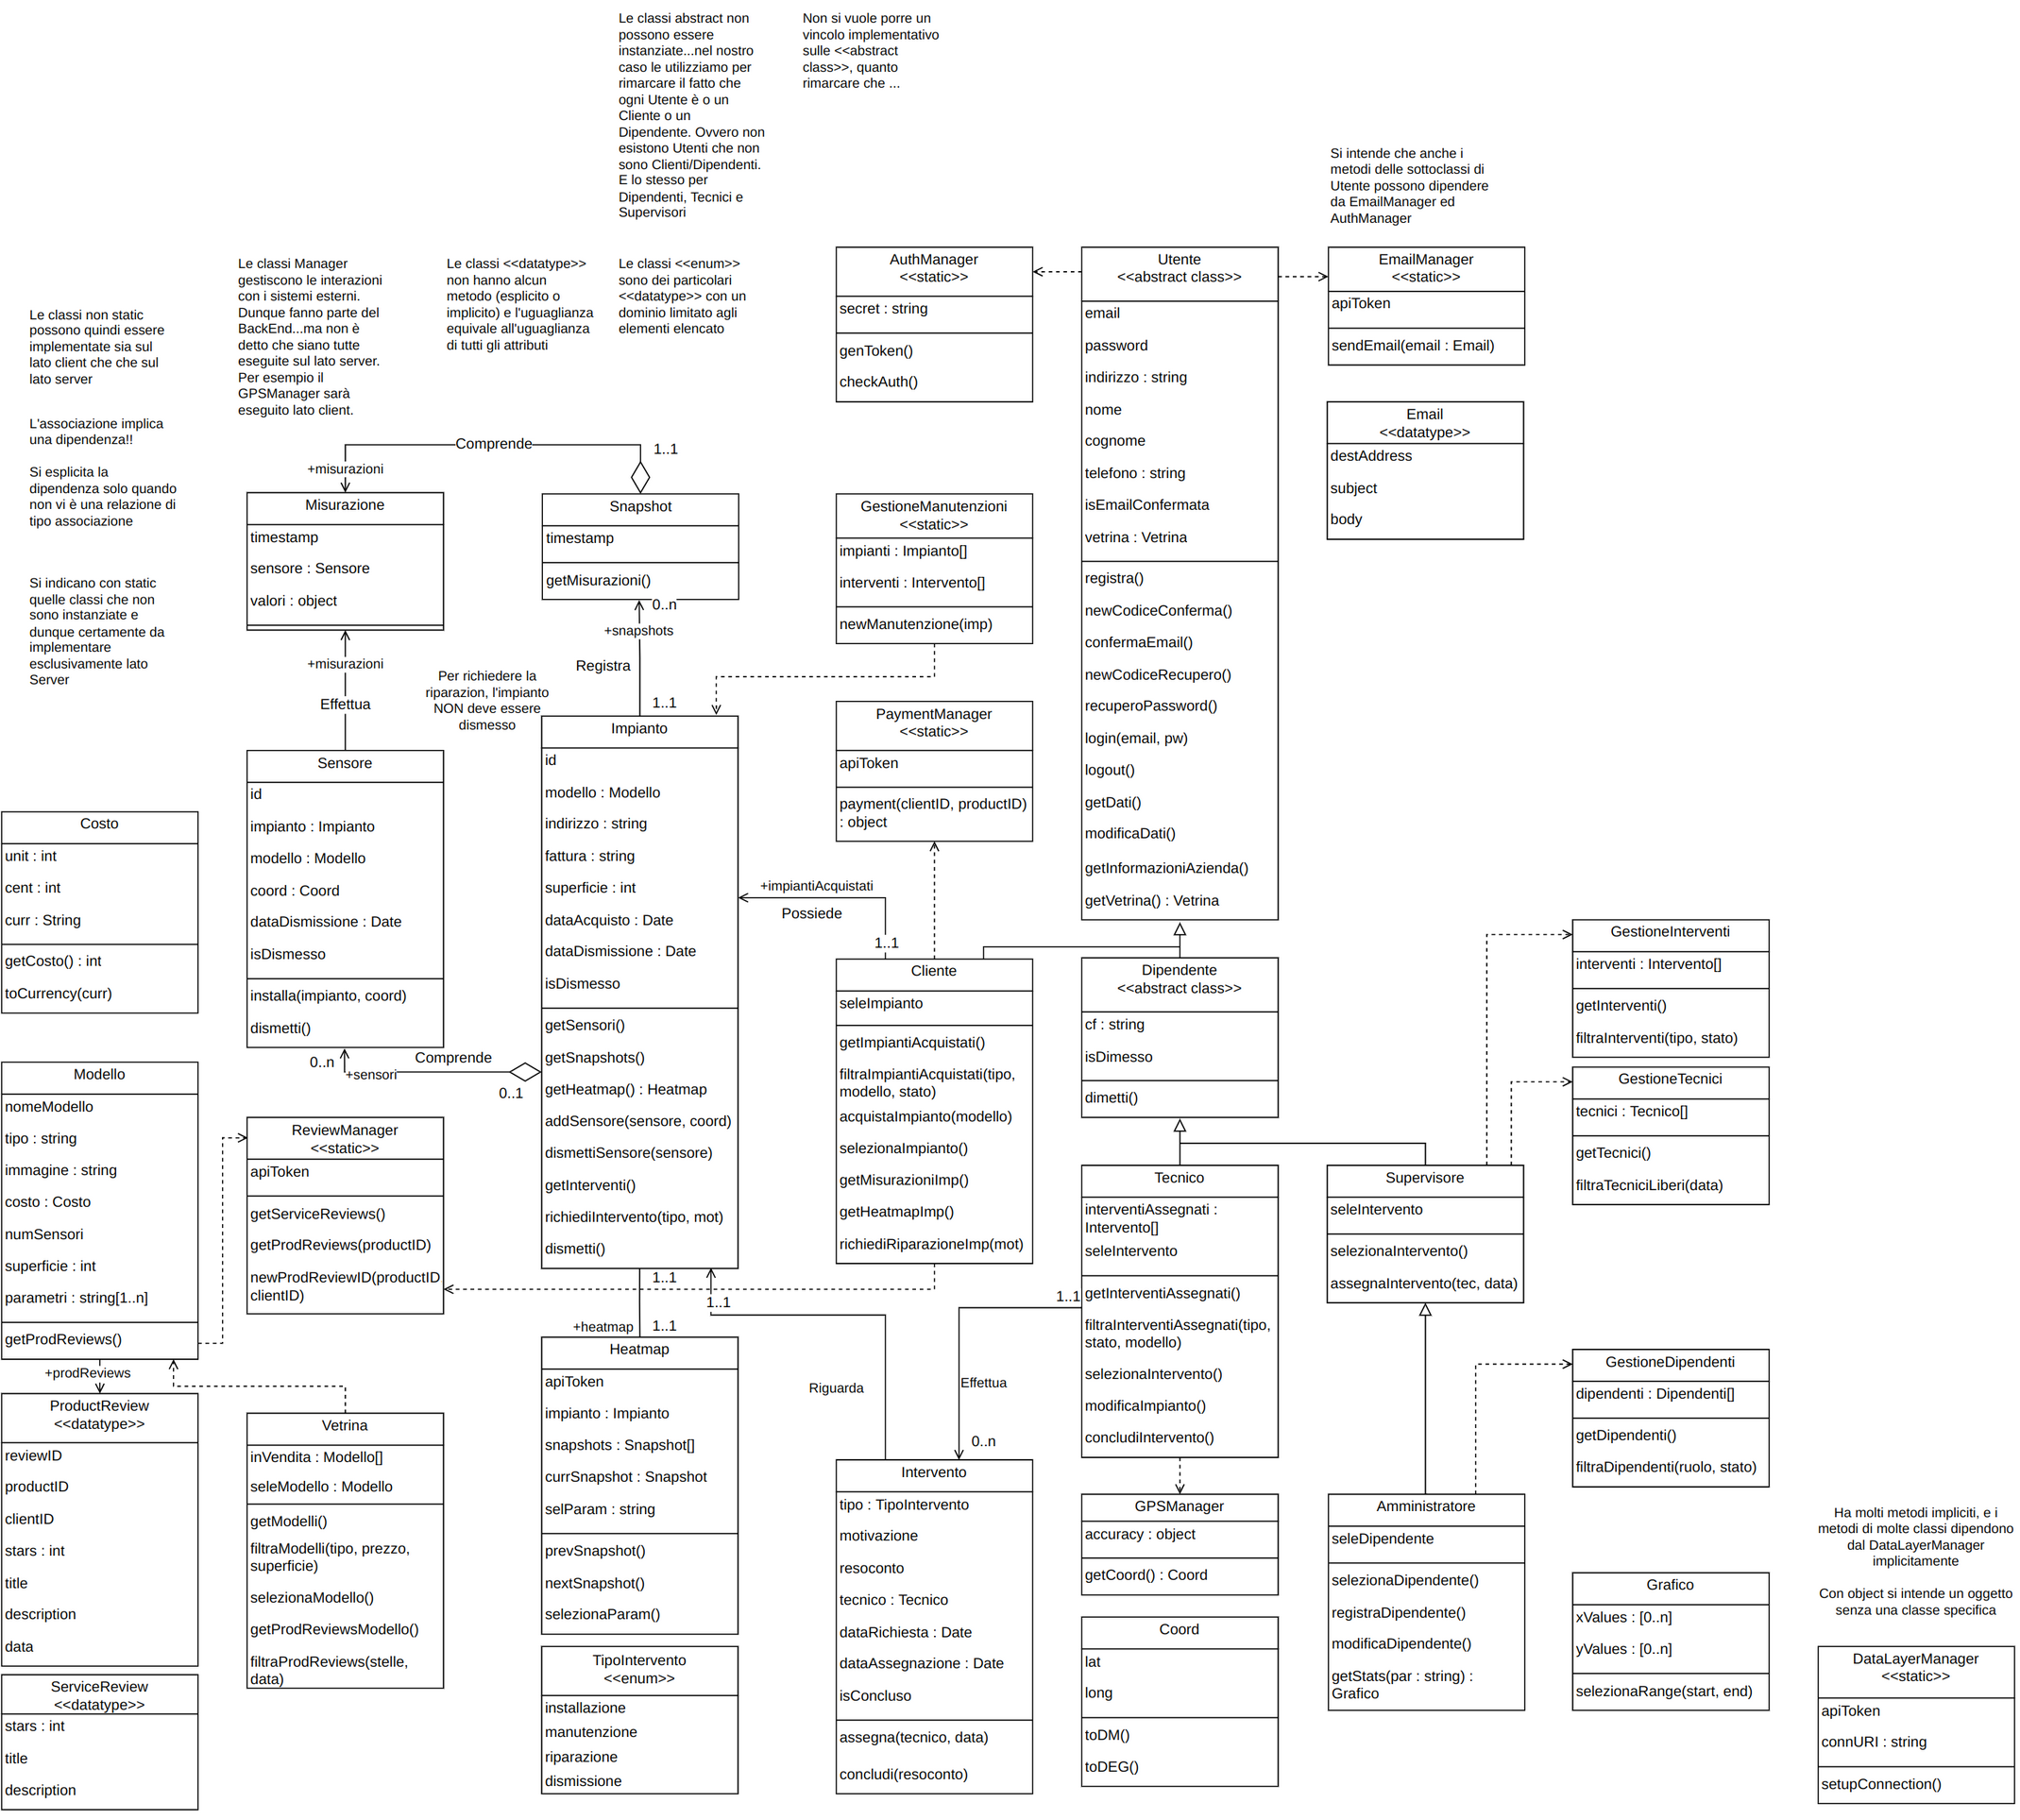 Le classi abstract non
possono essere
instanziate...nel nostro
caso le utilizziamo per
rimarcare il fatto che
ogni Utente è o un
Cliente o un
Dipendente. Ovvero non
esistono Utenti che non
sono Clienti/Dipendenti.
E lo stesso per
Dipendenti, Tecnici e
Supervisori
Non si vuole porre un
vincolo implementativo
sulle <<abstract
class>>, quanto
rimarcare che ...
Si intende che anche i
metodi delle sottoclassi di
Utente possono dipendere
da EmailManager ed
AuthManager
Le classi non static
possono quindi essere
implementate sia sul
lato client che che sul
lato server
L'associazione implica
una dipendenza!!
Si esplicita la
dipendenza solo quando
non vi è una relazione di
tipo associazione
Si indicano con static
quelle classi che non
sono instanziate e
dunque certamente da
implementare
esclusivamente lato
Server
Le classi Manager
gestiscono le interazioni
con i sistemi esterni.
Dunque fanno parte del
BackEnd...ma non è
detto che siano tutte
eseguite sul lato server.
Per esempio il
GPSManager sarà
eseguito lato client.
Le classi <<datatype>>
non hanno alcun
metodo (esplicito o
implicito) e l'uguaglianza
equivale all'uguaglianza
di tutti gli attributi
Le classi <<enum>>
sono dei particolari
<<datatype>> con un
dominio limitato agli
elementi elencato
AuthManager
<<static>>
secret : string
genToken()
checkAuth()
Utente
<<abstract class>>
email
password
indirizzo : string
nome
cognome
telefono : string
isEmailConfermata
vetrina : Vetrina
registra()
newCodiceConferma()
confermaEmail()
newCodiceRecupero()
recuperoPassword()
login(email, pw)
logout()
getDati()
modificaDati()
getInformazioniAzienda()
getVetrina() : Vetrina
EmailManager
<<static>>
apiToken
sendEmail(email : Email)
Email
<<datatype>>
destAddress
subject
body
Comprende
1..1
+misurazioni
Misurazione
timestamp
sensore : Sensore
valori : object
Snapshot
timestamp
getMisurazioni()
0..n
+snapshots
Registra
1..1
GestioneManutenzioni
<<static>>
impianti : Impianto[]
interventi : Intervento[]
newManutenzione(imp)
+misurazioni
Effettua
Per richiedere la
riparazion, l'impianto
NON deve essere
dismesso
PaymentManager
<<static>>
apiToken
payment(clientID, productID)
: object
Sensore
id
impianto : Impianto
modello : Modello
coord : Coord
dataDismissione : Date
isDismesso
installa(impianto, coord)
dismetti()
Impianto
id
modello : Modello
indirizzo : string
fattura : string
superficie : int
dataAcquisto : Date
dataDismissione : Date
isDismesso
getSensori()
getSnapshots()
getHeatmap() : Heatmap
addSensore(sensore, coord)
dismettiSensore(sensore)
getInterventi()
richiediIntervento(tipo, mot)
dismetti()
Costo
unit : int
cent : int
curr : String
getCosto() : int
toCurrency(curr)
+impiantiAcquistati
Possiede
1..1
Cliente
seleImpianto
getImpiantiAcquistati()
filtraImpiantiAcquistati(tipo,
modello, stato)
acquistaImpianto(modello)
selezionaImpianto()
getMisurazioniImp()
getHeatmapImp()
richiediRiparazioneImp(mot)
Dipendente
<<abstract class>>
cf : string
isDimesso
dimetti()
GestioneInterventi
interventi : Intervento[]
getInterventi()
filtraInterventi(tipo, stato)
GestioneTecnici
tecnici : Tecnico[]
getTecnici()
filtraTecniciLiberi(data)
0..n
Comprende
+sensori
0..1
Modello
nomeModello
tipo : string
immagine : string
costo : Costo
numSensori
superficie : int
parametri : string[1..n]
getProdReviews()
ReviewManager
<<static>>
apiToken
getServiceReviews()
getProdReviews(productID)
newProdReviewID(productID
clientID)
Tecnico
interventiAssegnati :
Intervento[]
seleIntervento
getInterventiAssegnati()
filtraInterventiAssegnati(tipo,
stato, modello)
selezionaIntervento()
modificaImpianto()
concludiIntervento()
Supervisore
seleIntervento
selezionaIntervento()
assegnaIntervento(tec, data)
1..1
1..1
1..1
+heatmap
1..1
Riguarda
Effettua
0..n
+prodReviews
ProductReview
<<datatype>>
reviewID
productID
clientID
stars : int
title
description
data
ServiceReview
<<datatype>>
stars : int
title
description
Vetrina
inVendita : Modello[]
seleModello : Modello
getModelli()
filtraModelli(tipo, prezzo,
superficie)
selezionaModello()
getProdReviewsModello()
filtraProdReviews(stelle,
data)
Heatmap
apiToken
impianto : Impianto
snapshots : Snapshot[]
currSnapshot : Snapshot
selParam : string
prevSnapshot()
nextSnapshot()
selezionaParam()
TipoIntervento
<<enum>>
installazione
manutenzione
riparazione
dismissione
Intervento
tipo : TipoIntervento
motivazione
resoconto
tecnico : Tecnico
dataRichiesta : Date
dataAssegnazione : Date
isConcluso
assegna(tecnico, data)
concludi(resoconto)
GPSManager
accuracy : object
getCoord() : Coord
Coord
lat
long
toDM()
toDEG()
Amministratore
seleDipendente
selezionaDipendente()
registraDipendente()
modificaDipendente()
getStats(par : string) :
Grafico
GestioneDipendenti
dipendenti : Dipendenti[]
getDipendenti()
filtraDipendenti(ruolo, stato)
Grafico
xValues : [0..n]
yValues : [0..n]
selezionaRange(start, end)
Ha molti metodi impliciti, e i
metodi di molte classi dipendono
dal DataLayerManager
implicitamente
Con object si intende un oggetto
senza una classe specifica
DataLayerManager
<<static>>
apiToken
connURI : string
setupConnection()